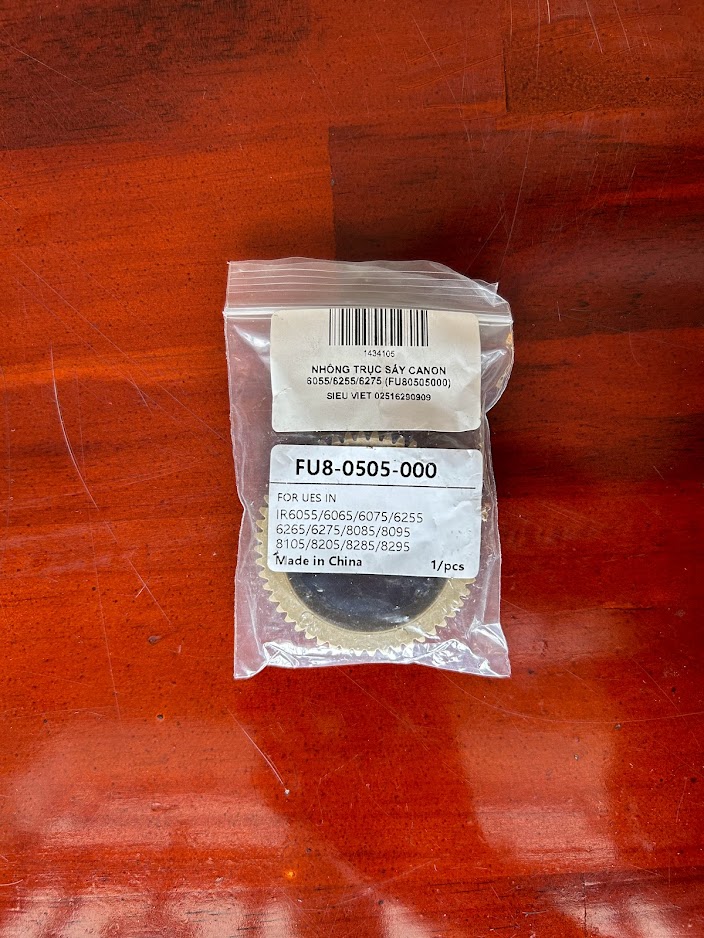 1434105
NHÔNG TRỤC SẤY CANON
6055/6255/6275 (FU80505000)
SIEU VIET 02516290909
FU8-0505-000
FOR UES IN
IR6055/6065/6075/6255
6265/6275/8085/8095
8105/8205/8285/8295
Made in China 1/pcs